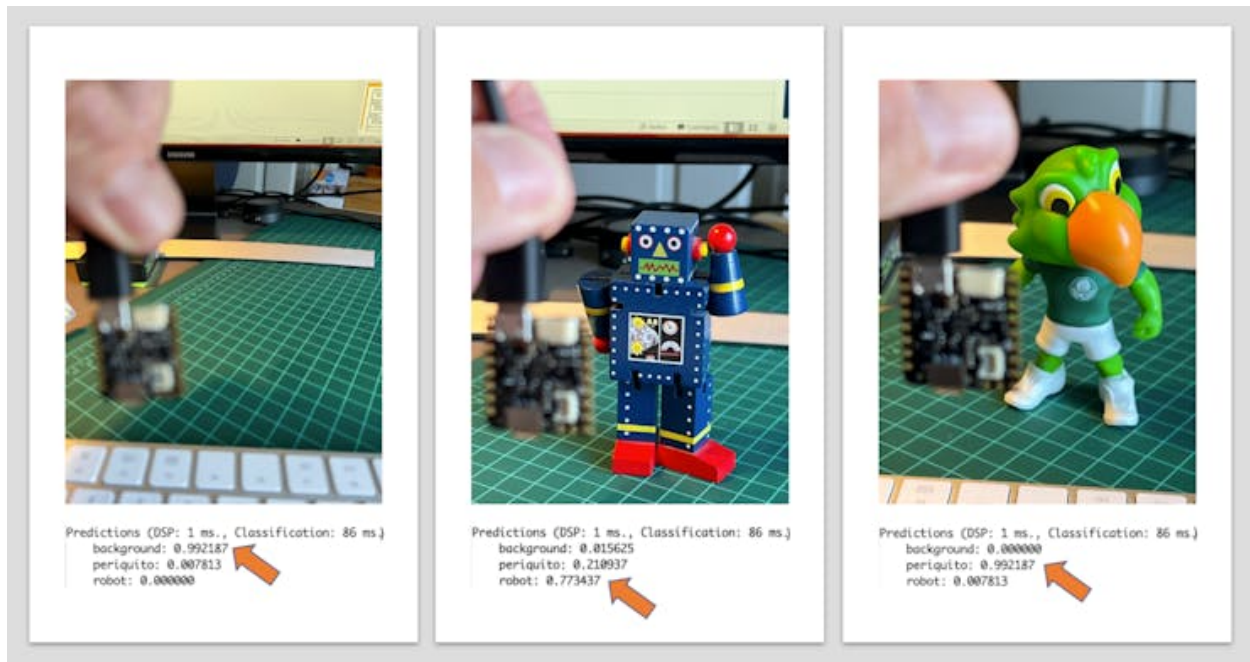 SAMSUNG
Predictions (DSP: 1 ms., Classification: 86 ms.)
background: 0.992187
periquito: 0.007813
robot: 0.000000
Predictions (DSP: 1 ms., Classification: 86 ms.)
background: 0.015625
periquito: 0.210937
robot: 0.773437
Predictions (DSP: 1 ms., Classification: 86 ms.)
background: 0.000000
periquito: 0.992187
robot: 0.007813